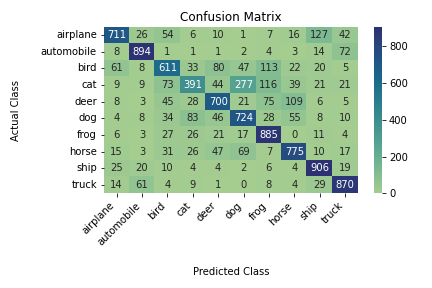 Confusion Matrix
airplane 711 26 54 6 10 1 7 16 127 42
automobile 8 894 1 1 1 2 4 3 14 72
bird 61 8 611 33 80 47 113 22 20 5
cat 9 9 73 391 44 277 116 39 21 21
deer 8 3 45 28 700 21 75 109 6 5
dog 4 8 34 83 46 724 28 55 8 10
frog 6 3 27 26 21 17 885 0 11 4
horse 15 3 31 26 47 69 7 775 10 17
ship 25 20 10 4 4 2 6 4 906 19
truck 14 61 4 9 1 0 8 4 29 870
airplane automobile bird cat deer dog frog horse ship truck
Actual Class
Predicted Class
800
600
400
200
0